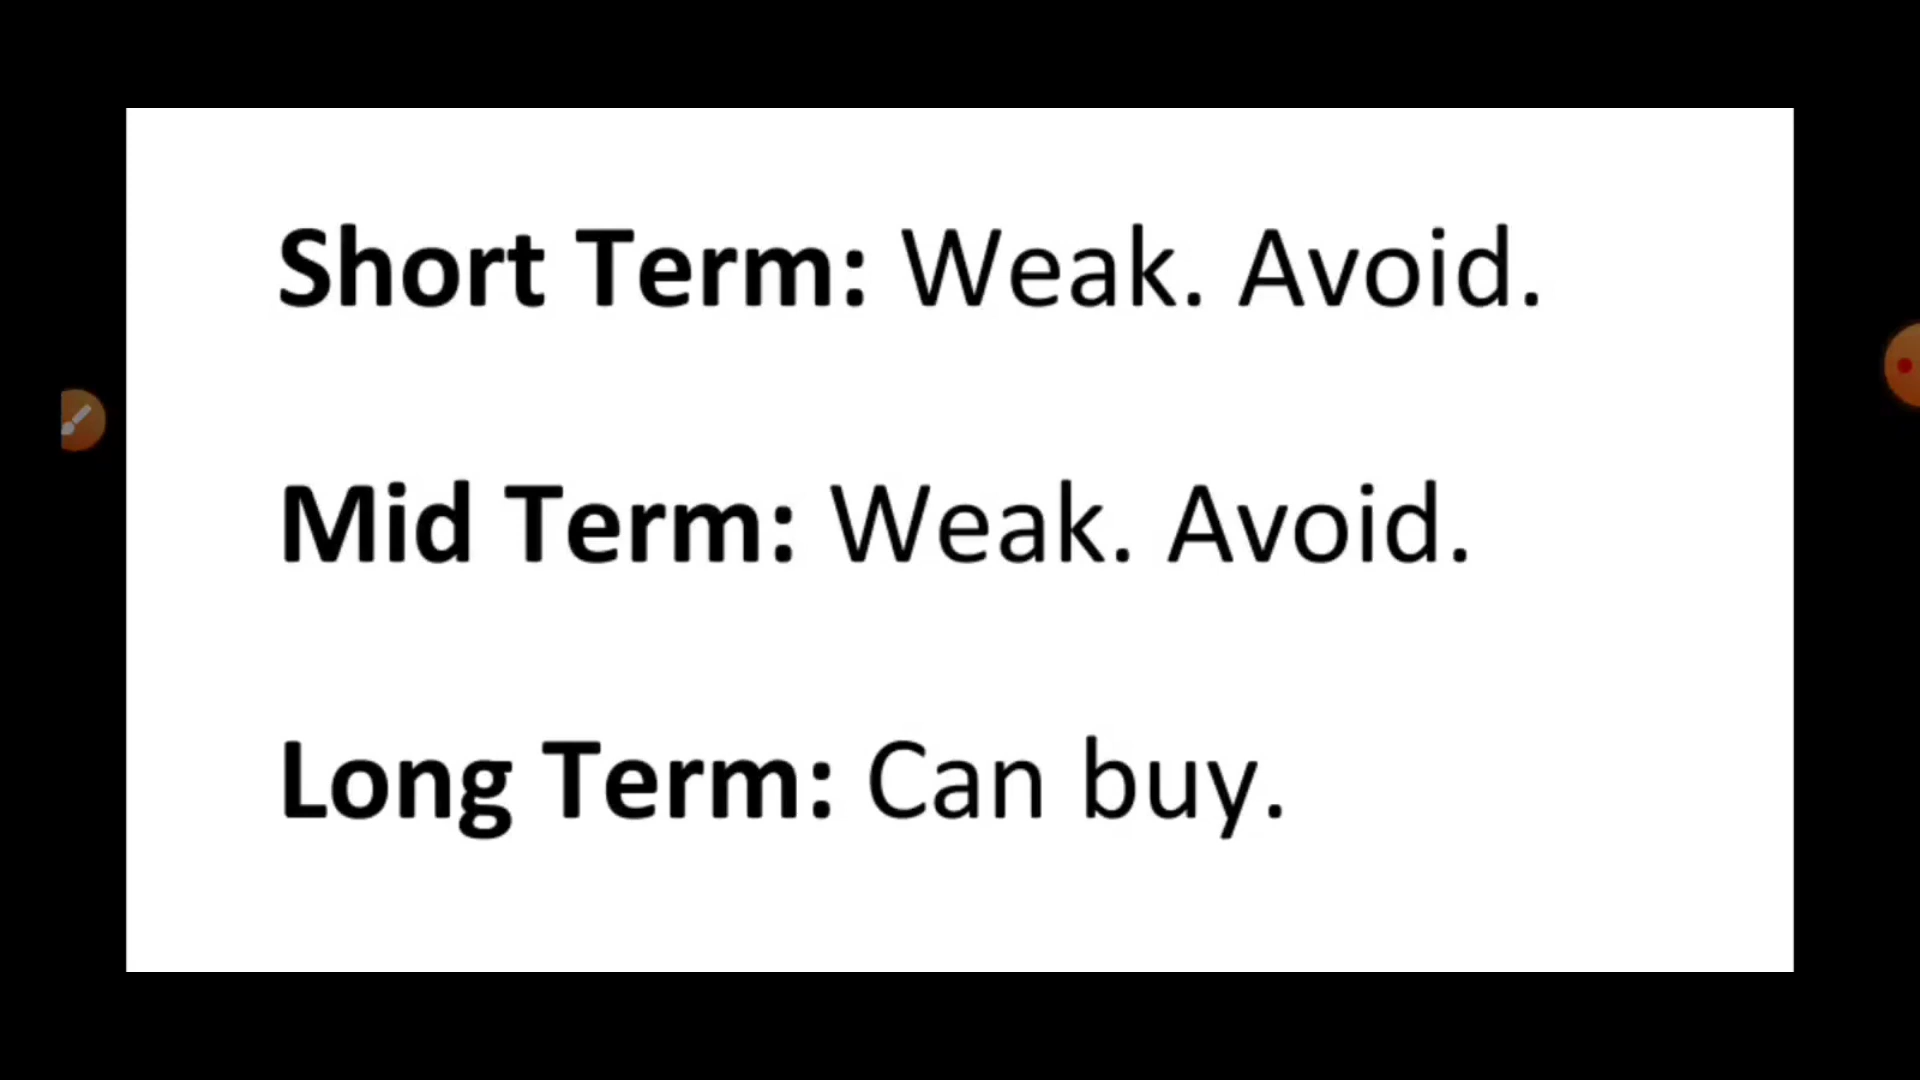 Short Term: Weak. Avoid.
Mid Term: Weak. Avoid.
Long Term: Can buy.